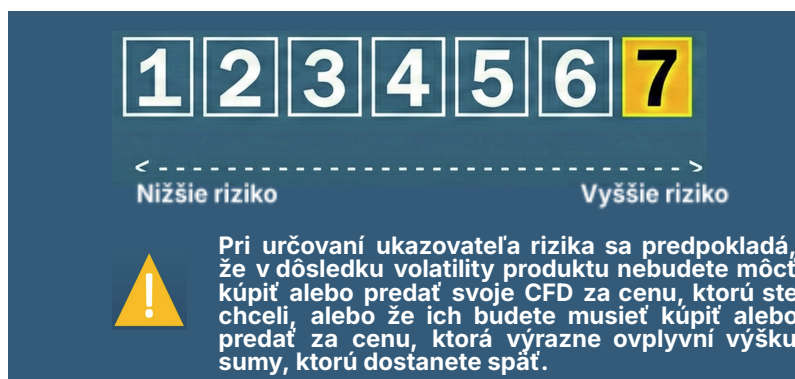 1 2 3 4 5 6 7
Nižšie riziko Vyššie riziko
Pri určovaní ukazovateľa rizika sa predpokladá,
že v dôsledku volatility produktu nebudete môcť
kúpiť alebo predať svoje CFD za cenu, ktorú ste
chceli, alebo že ich budete musieť kúpiť alebo
predať za cenu, ktorá výrazne ovplyvní výšku
sumy, ktorú dostanete späť.